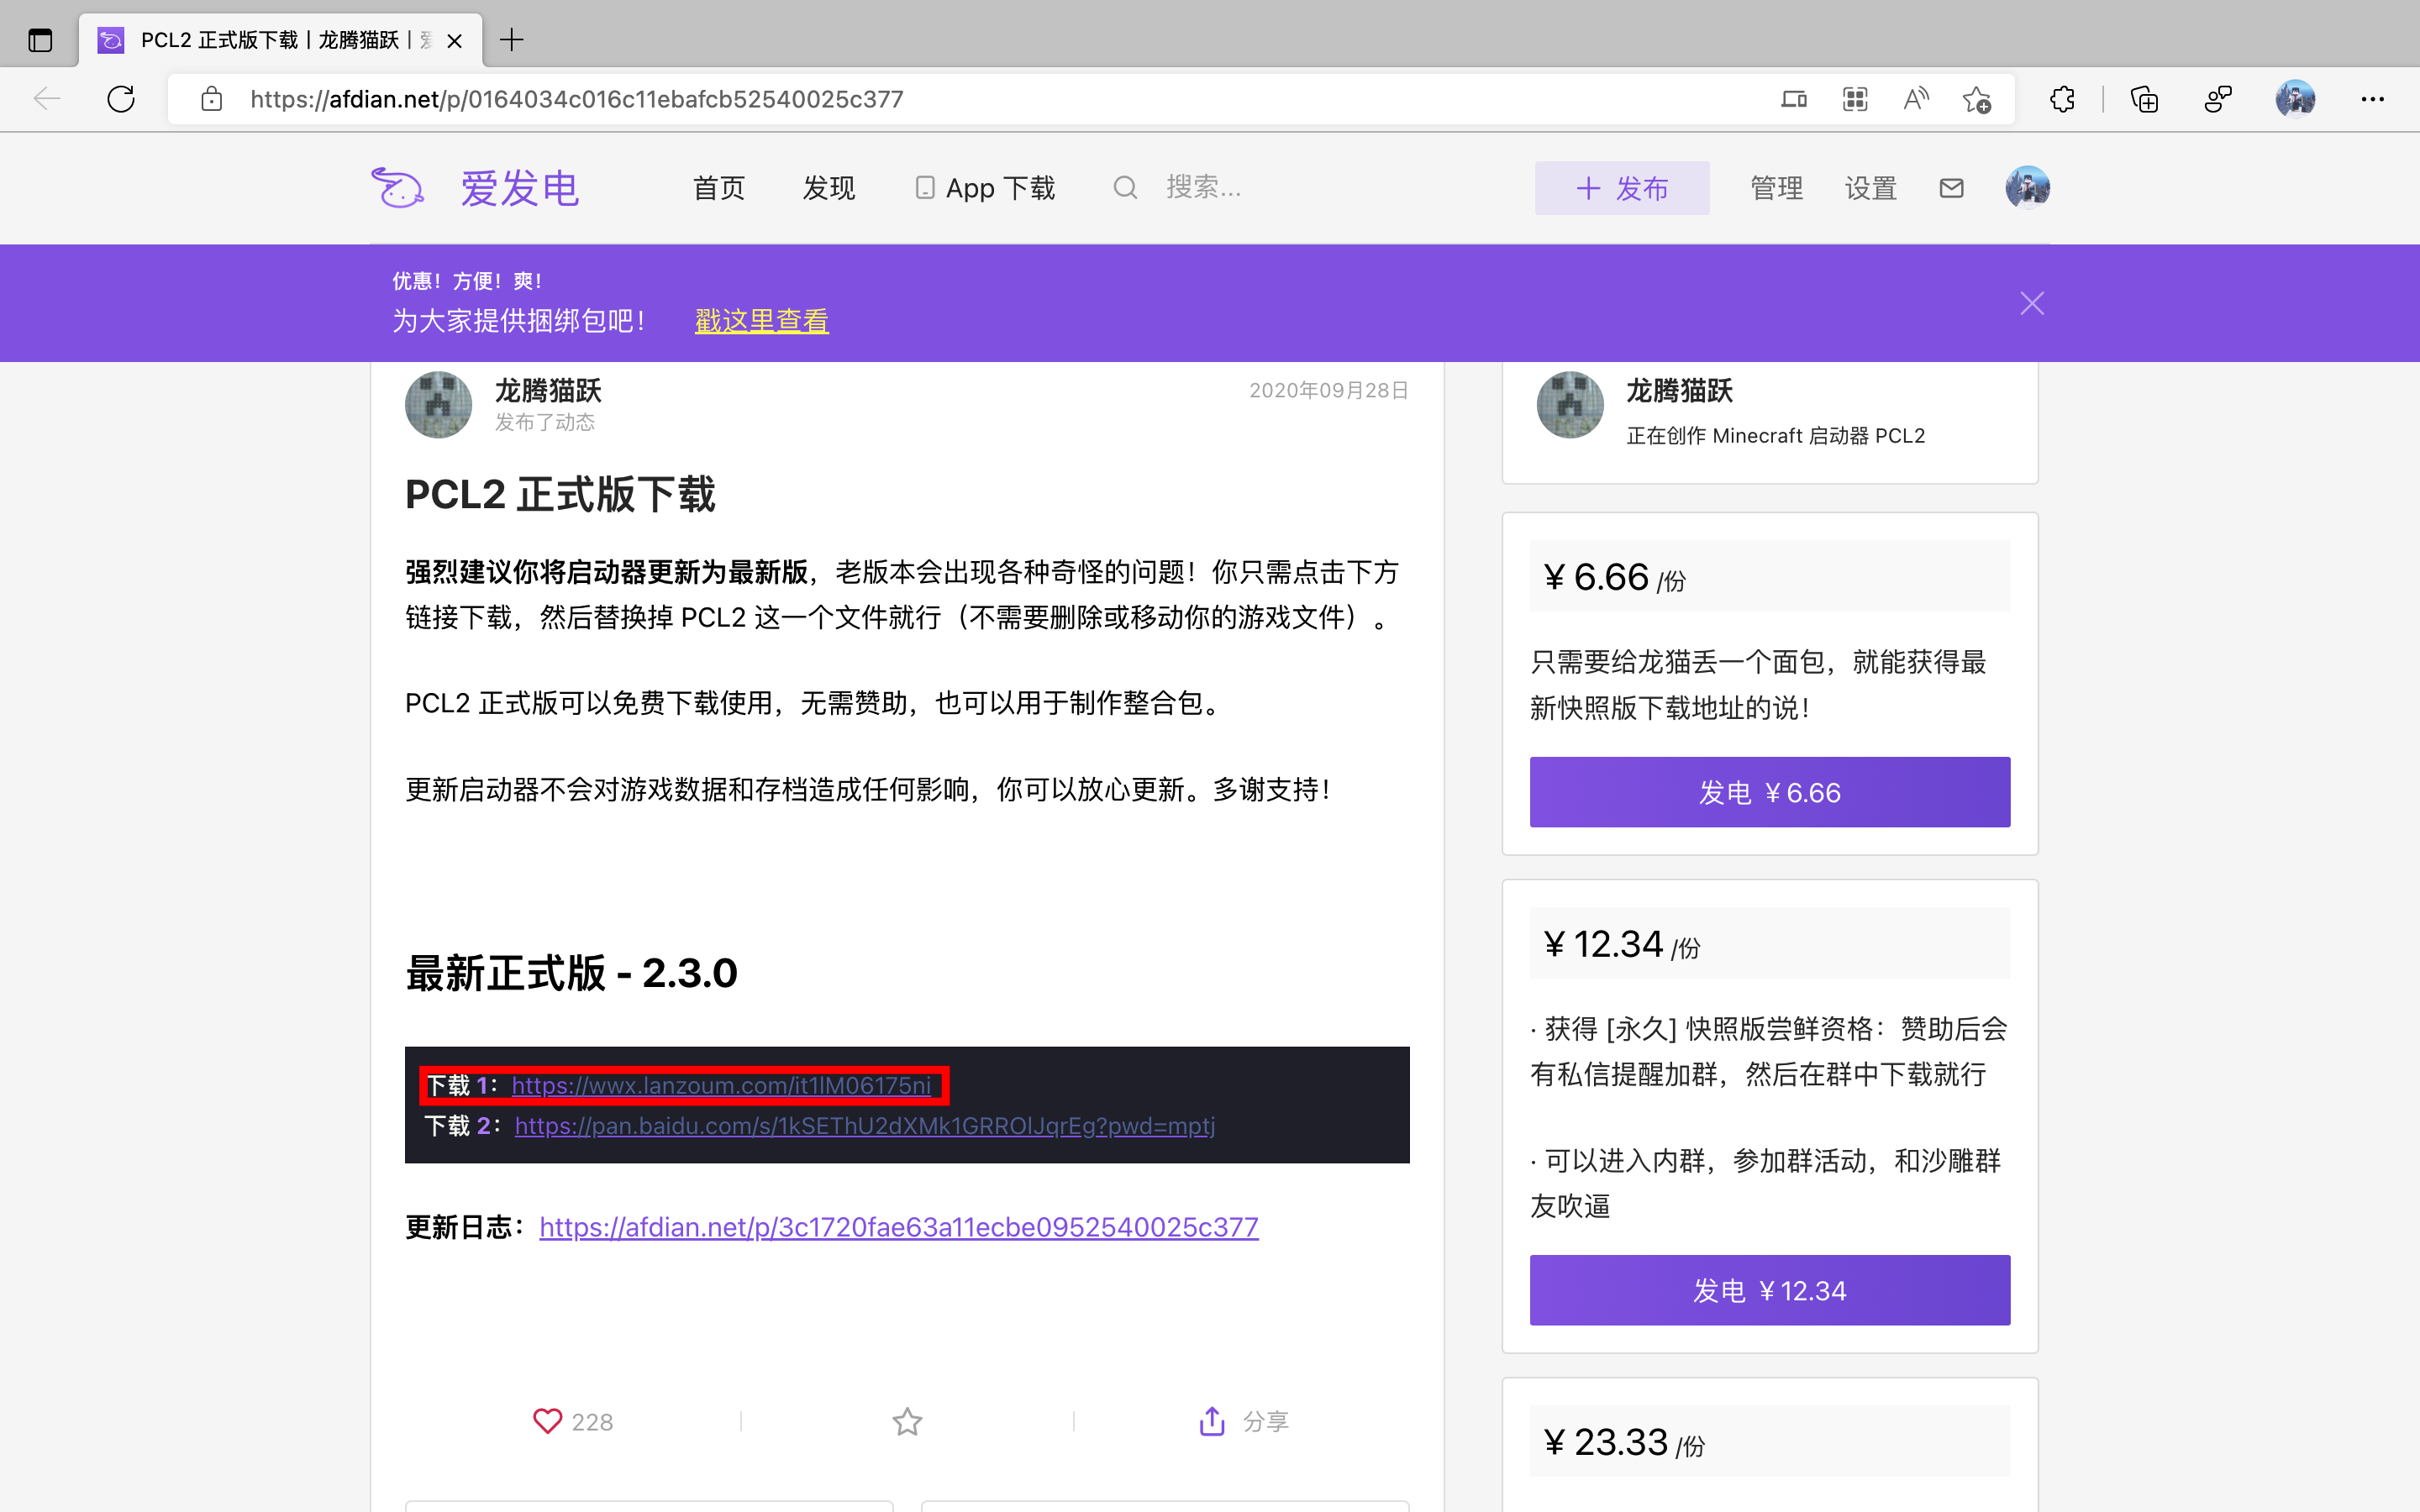 PCL2 正式版下载丨龙腾猫跃丨爱
https://afdian.net/p/0164034c016c11ebafcb52540025c377
爱发电
首页
发现
App 下载
搜索...
发布
管理
设置
优惠！方便！爽！
为大家提供捆绑包吧！ 戳这里查看
龙腾猫跃
发布了动态
2020年09月28日
PCL2 正式版下载
强烈建议你将启动器更新为最新版，老版本会出现各种奇怪的问题！你只需点击下方
链接下载，然后替换掉 PCL2 这一个文件就行（不需要删除或移动你的游戏文件）。
PCL2 正式版可以免费下载使用，无需赞助，也可以用于制作整合包。
更新启动器不会对游戏数据和存档造成任何影响，你可以放心更新。多谢支持！
最新正式版 - 2.3.0
下载 1：https://wwx.lanzoum.com/it1lM06175ni
下载 2：https://pan.baidu.com/s/1kSEThU2dXMk1GRROlJqrEg?pwd=mptj
更新日志：https://afdian.net/p/3c1720fae63a11ecbe0952540025c377
228
分享
龙腾猫跃
正在创作 Minecraft 启动器 PCL2
¥ 6.66 /份
只需要给龙猫丢一个面包，就能获得最
新快照版下载地址的说！
发电 ¥ 6.66
¥ 12.34 /份
· 获得 [永久] 快照版尝鲜资格：赞助后会
有私信提醒加群，然后在群中下载就行
· 可以进入内群，参加群活动，和沙雕群
友吹逼
发电 ¥ 12.34
¥ 23.33 /份